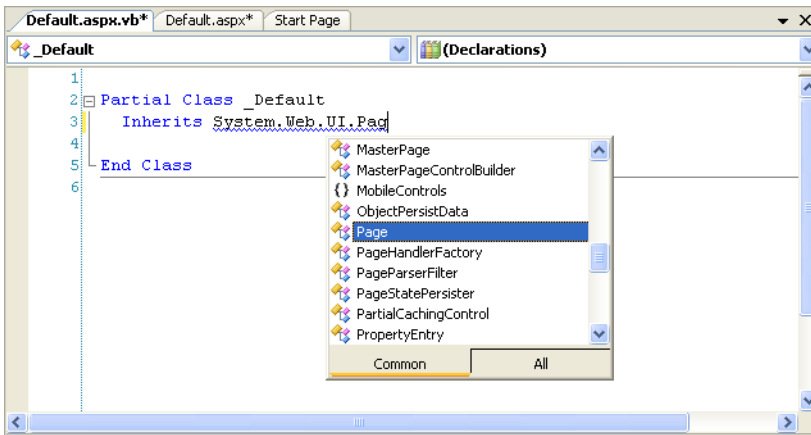 Default.aspx.vb* Default.aspx* Start Page
_Default (Declarations)
1
2 Partial Class _Default
3 Inherits System.Web.UI.Pag
4
5 End Class
6
MasterPage
MasterPageControlBuilder
{} MobileControls
ObjectPersistData
Page
PageHandlerFactory
PageParserFilter
PageStatePersister
PartialCachingControl
PropertyEntry
Common All